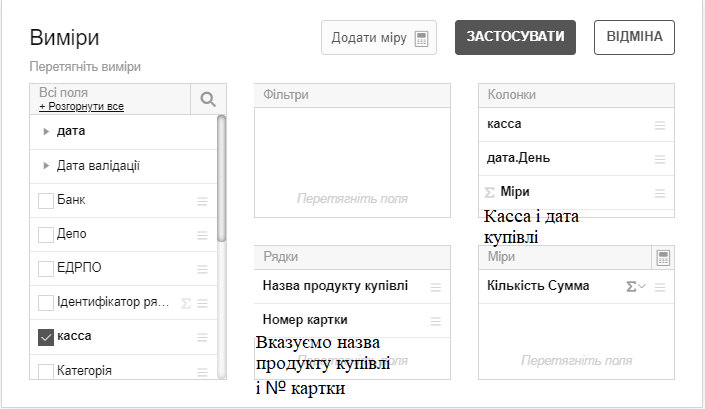 Виміри
Додати міру
ЗАСТОСУВАТИ
ВІДМІНА
Перетягніть виміри
Всі поля
+ Розгорнути все
дата
Дата валідації
Банк
Депо
ЕДРПО
Ідентифікатор ря...
касса
Категорія
Фільтри
Перетягніть поля
Колонки
касса
дата.День
Міри
Касса і дата
купівлі
Рядки
Назва продукту купівлі
Номер картки
Перетягніть поля
Вказуємо назва
продукту купівлі
і № картки
Міри
Кількість Сумма
Перетягніть поля